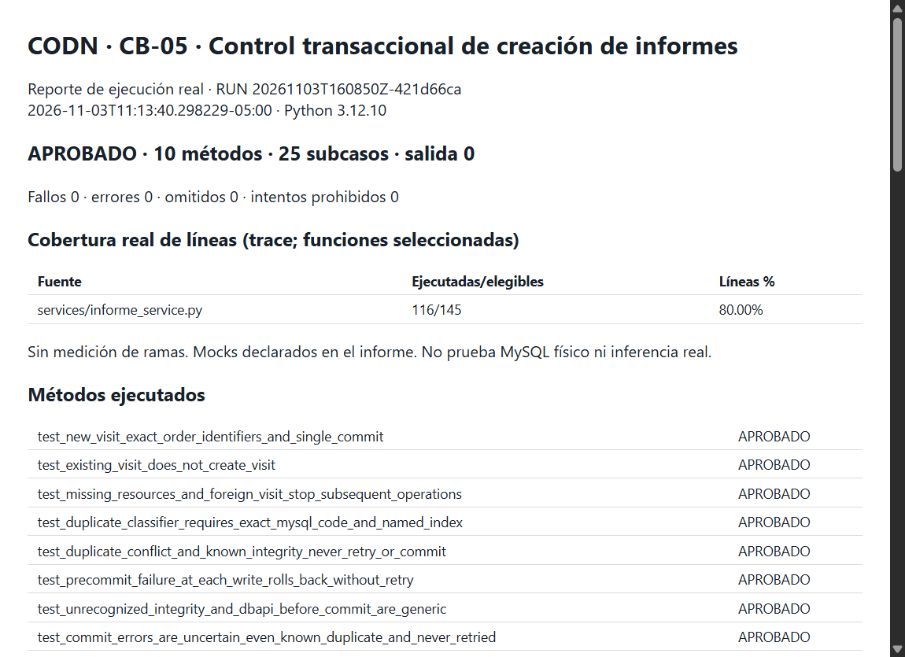 CODN · CB-05 · Control transaccional de creación de informes
Reporte de ejecución real · RUN 20261103T160850Z-421d66ca
2026-11-03T11:13:40.298229-05:00 · Python 3.12.10
APROBADO · 10 métodos · 25 subcasos · salida 0
Fallos 0 · errores 0 · omitidos 0 · intentos prohibidos 0
Cobertura real de líneas (trace; funciones seleccionadas)
Fuente Ejecutadas/elegibles Líneas %
services/informe_service.py 116/145 80.00%
Sin medición de ramas. Mocks declarados en el informe. No prueba MySQL físico ni inferencia real.
Métodos ejecutados
test_new_visit_exact_order_identifiers_and_single_commit APROBADO
test_existing_visit_does_not_create_visit APROBADO
test_missing_resources_and_foreign_visit_stop_subsequent_operations APROBADO
test_duplicate_classifier_requires_exact_mysql_code_and_named_index APROBADO
test_duplicate_conflict_and_known_integrity_never_retry_or_commit APROBADO
test_precommit_failure_at_each_write_rolls_back_without_retry APROBADO
test_unrecognized_integrity_and_dbapi_before_commit_are_generic APROBADO
test_commit_errors_are_uncertain_even_known_duplicate_and_never_retried APROBADO